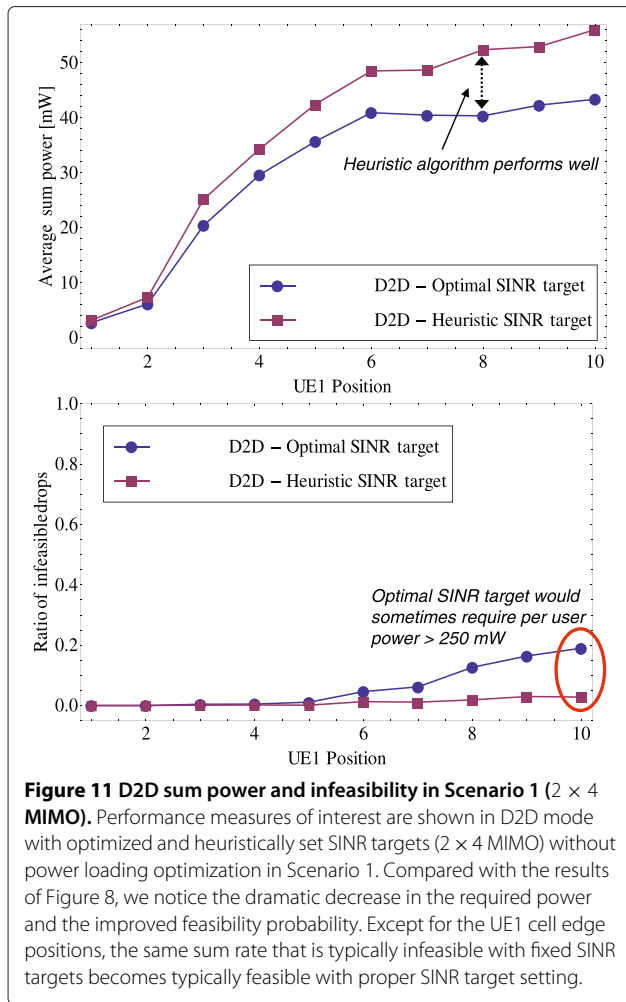 50
40
30
20
10
0
Average sum power [mW]
Heuristic algorithm performs well
D2D – Optimal SINR target
D2D – Heuristic SINR target
2 4 6 8 10
UE1 Position
1.0
0.8
0.6
0.4
0.2
0.0
Ratio of infeasibledrops
D2D – Optimal SINR target
D2D – Heuristic SINR target
Optimal SINR target would
sometimes require per user
power > 250 mW
2 4 6 8 10
UE1 Position
Figure 11 D2D sum power and infeasibility in Scenario 1 (2 × 4
MIMO). Performance measures of interest are shown in D2D mode
with optimized and heuristically set SINR targets (2 × 4 MIMO) without
power loading optimization in Scenario 1. Compared with the results
of Figure 8, we notice the dramatic decrease in the required power
and the improved feasibility probability. Except for the UE1 cell edge
positions, the same sum rate that is typically infeasible with fixed SINR
targets becomes typically feasible with proper SINR target setting.